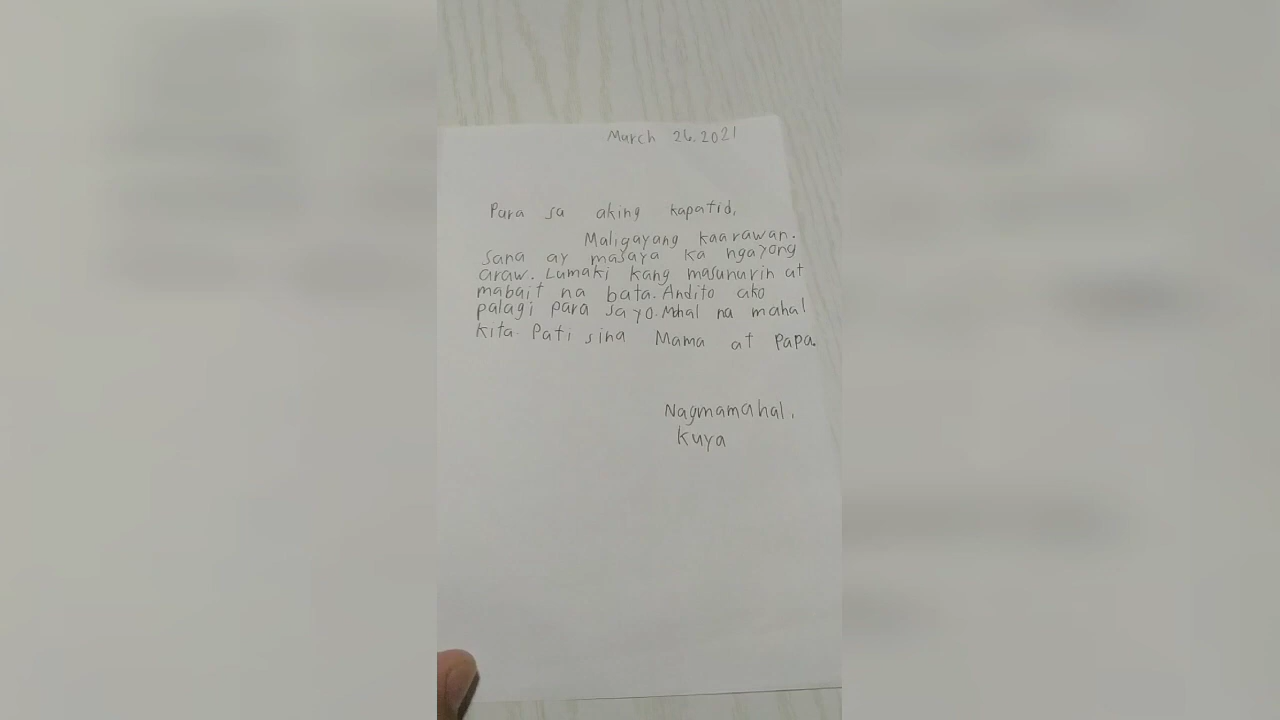 March 26, 2021
Para sa aking kapatid,
Maligayang kaarawan.
Sana ay masaya ka ngayong
araw. Lumaki kang masunurin at
mabait na bata. Andito ako
palagi para sayo. Mahal na mahal
kita. Pati sina Mama at Papa.
Nagmamahal,
Kuya